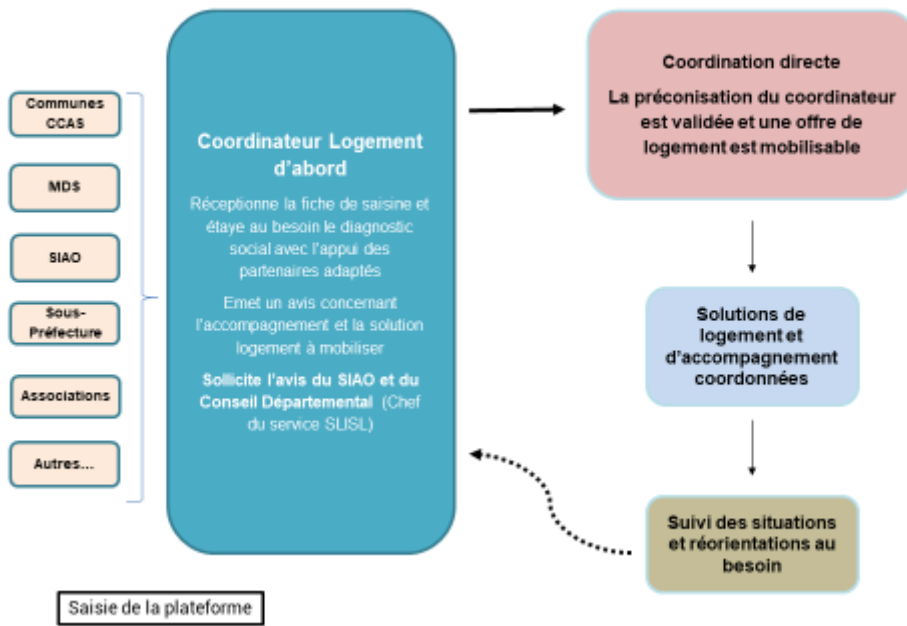 Communes
CCAS
MDS
SIAO
Sous-
Préfecture
Associations
Autres...
Coordinateur Logement
d'abord
Réceptionne la fiche de saisine et
étaye au besoin le diagnostic
social avec l'appui des
partenaires adaptés
Emet un avis concernant
l'accompagnement et la solution
logement à mobiliser
Sollicite l'avis du SIAO et du
Conseil Départemental (Chef
du service SLISL)
Coordination directe
La préconisation du coordinateur
est validée et une offre de
logement est mobilisable
Solutions de
logement et
d'accompagnement
coordonnées
Suivi des situations
et réorientations au
besoin
Saisie de la plateforme